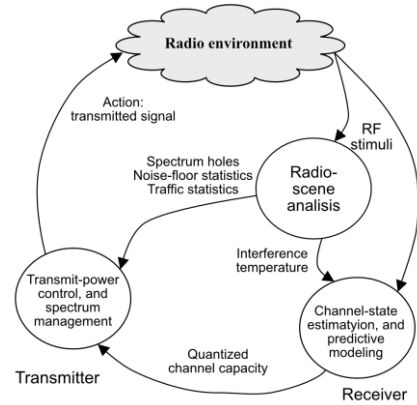 Radio environment
Action:
transmitted signal
RF
stimuli
Spectrum holes
Noise-floor statistics
Traffic statistics
Radio-
scene
analisis
Interference
temperature
Transmit-power
control, and
spectrum
management
Channel-state
estimatyion, and
predictive
modeling
Quantized
channel capacity
Transmitter
Receiver